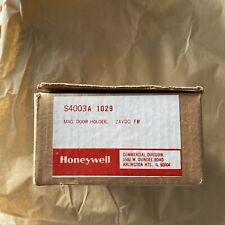 S4003A 1029
MAG. DOOR HOLDER, 24VDC FM
Honeywell
COMMERCIAL DIVISION
1500 W. DUNDEE ROAD
ARLINGTON HTS., IL 60004